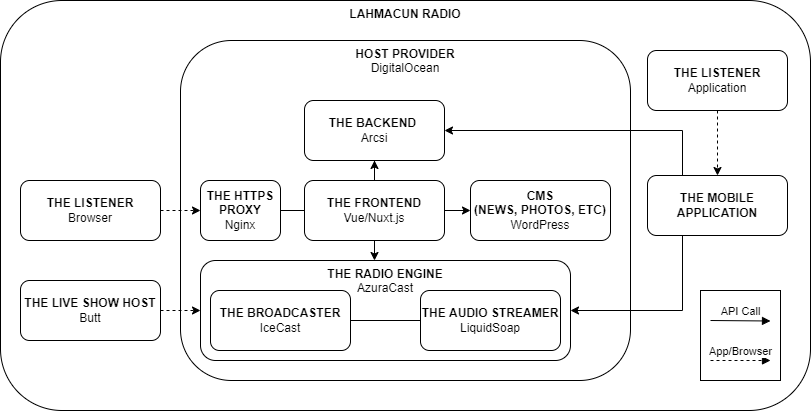 LAHMACUN RADIO
HOST PROVIDER
DigitalOcean
THE LISTENER
Application
THE BACKEND
Arcsi
THE LISTENER
Browser
THE HTTPS
PROXY
Nginx
THE FRONTEND
Vue/Nuxt.js
CMS
(NEWS, PHOTOS, ETC)
WordPress
THE MOBILE
APPLICATION
THE RADIO ENGINE
AzuraCast
THE LIVE SHOW HOST
Butt
THE BROADCASTER
IceCast
THE AUDIO STREAMER
LiquidSoap
API Call
App/Browser